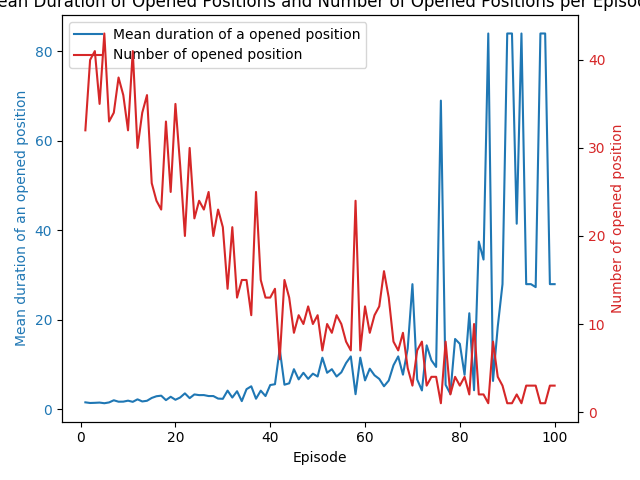 ean Duration of Opened Positions and Number of Opened Positions per Episod
Mean duration of a opened position
Number of opened position
Mean duration of an opened position
0
20
40
60
80
Number of opened position
0
10
20
30
40
0
20
40
60
80
100
Episode